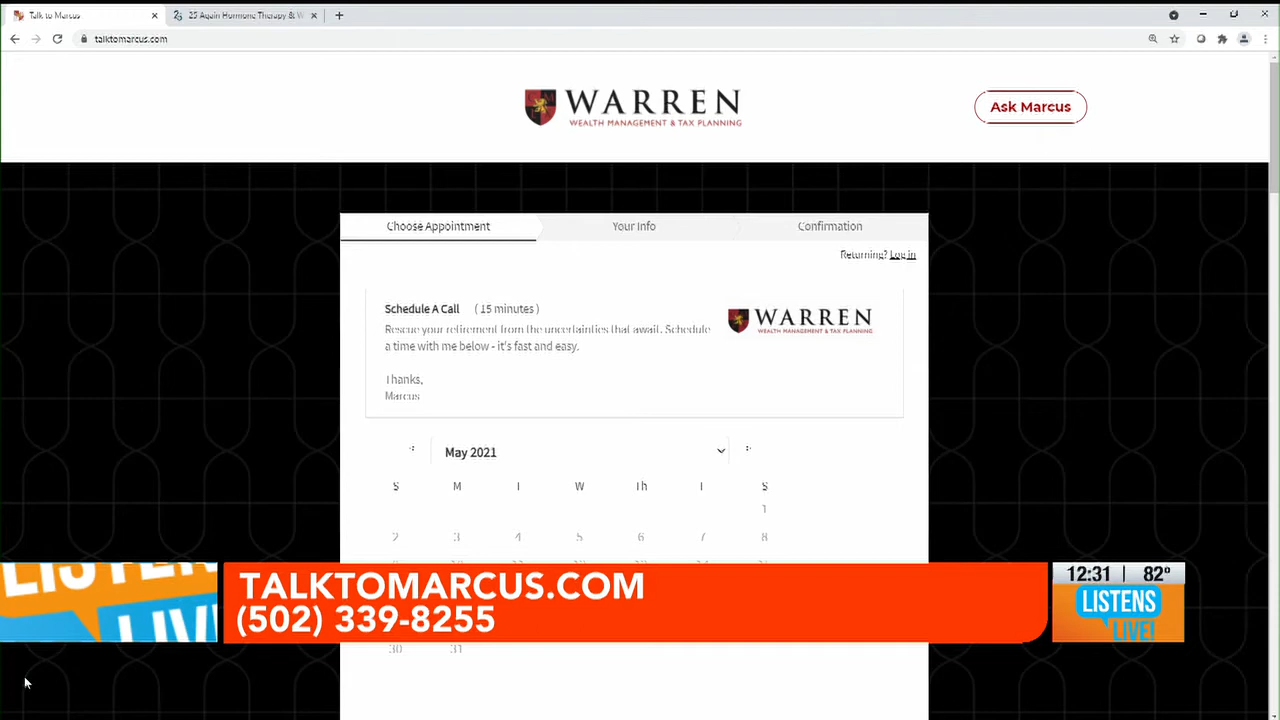 Talk to Marcus
25 Again Hormone Therapy & W
talktomarcus.com
WARREN
WEALTH MANAGEMENT & TAX PLANNING
Ask Marcus
Choose Appointment
Your Info
Confirmation
Returning? Log in
Schedule A Call ( 15 minutes )
Rescue your retirement from the uncertainties that await. Schedule
a time with me below - it's fast and easy.
Thanks,
Marcus
WARREN
WEALTH MANAGEMENT & TAX PLANNING
May 2021
S M T W Th F S
1
2 3 4 5 6 7 8
LISTENS
LIVE!
TALKTOMARCUS.COM
(502) 339-8255
12:31 | 82°
LISTENS
LIVE!
30 31